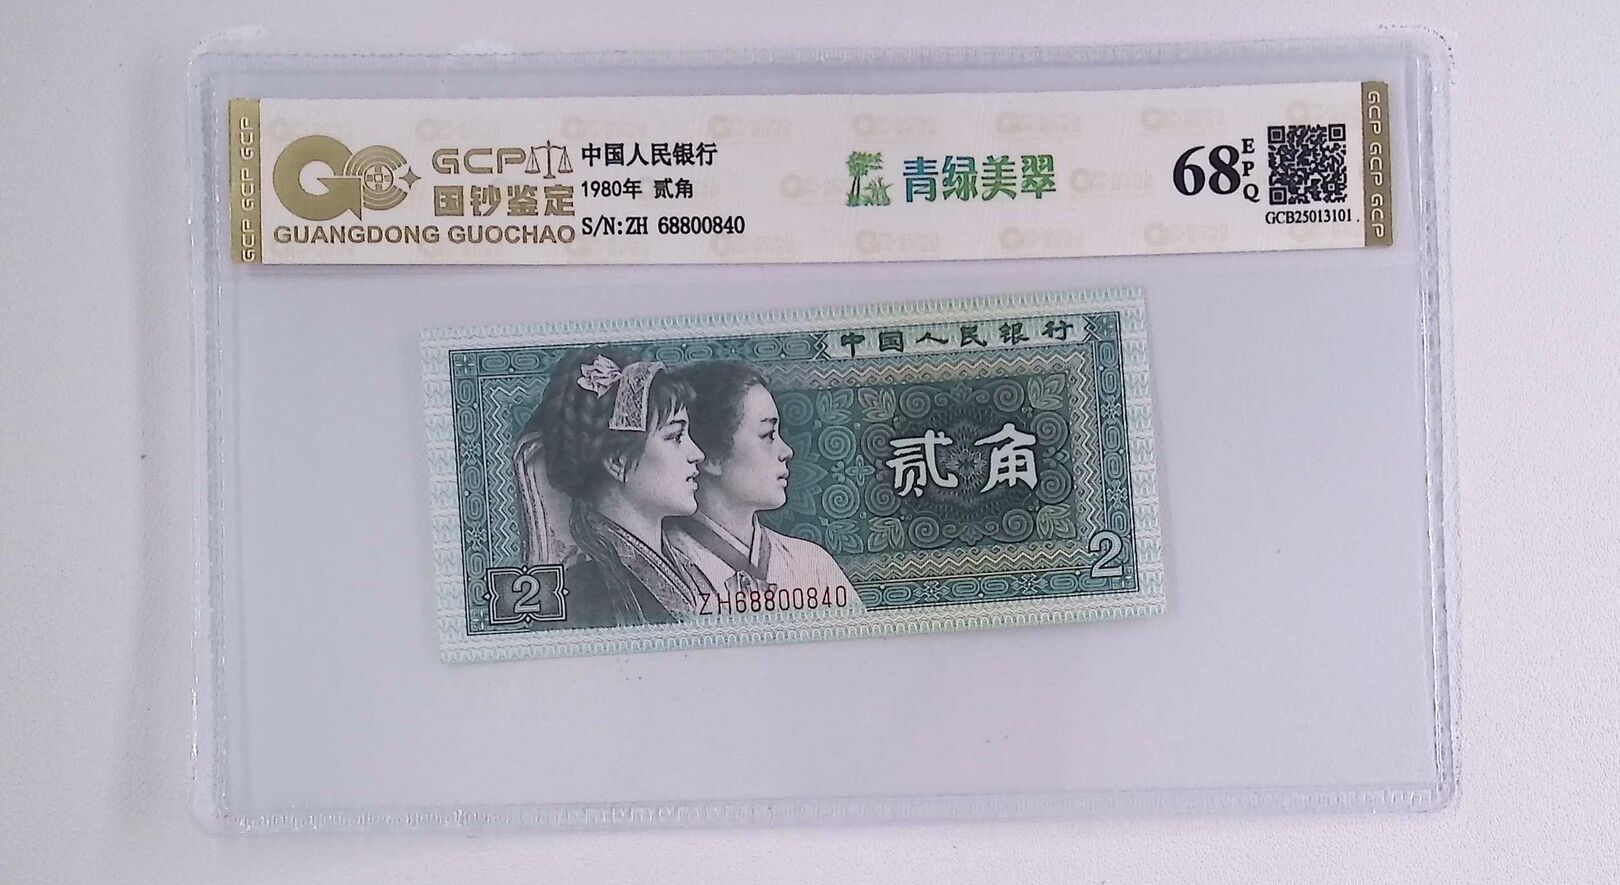 GCP GCP GCP
GCP
国钞鉴定
GUANGDONG GUOCHAO
中国人民银行
1980年 贰角
S/N:ZH 68800840
青绿美翠
68 EPQ
GCB25013101
GCP GCP GCP
中国人民银行
贰角
2
2
ZH68800840